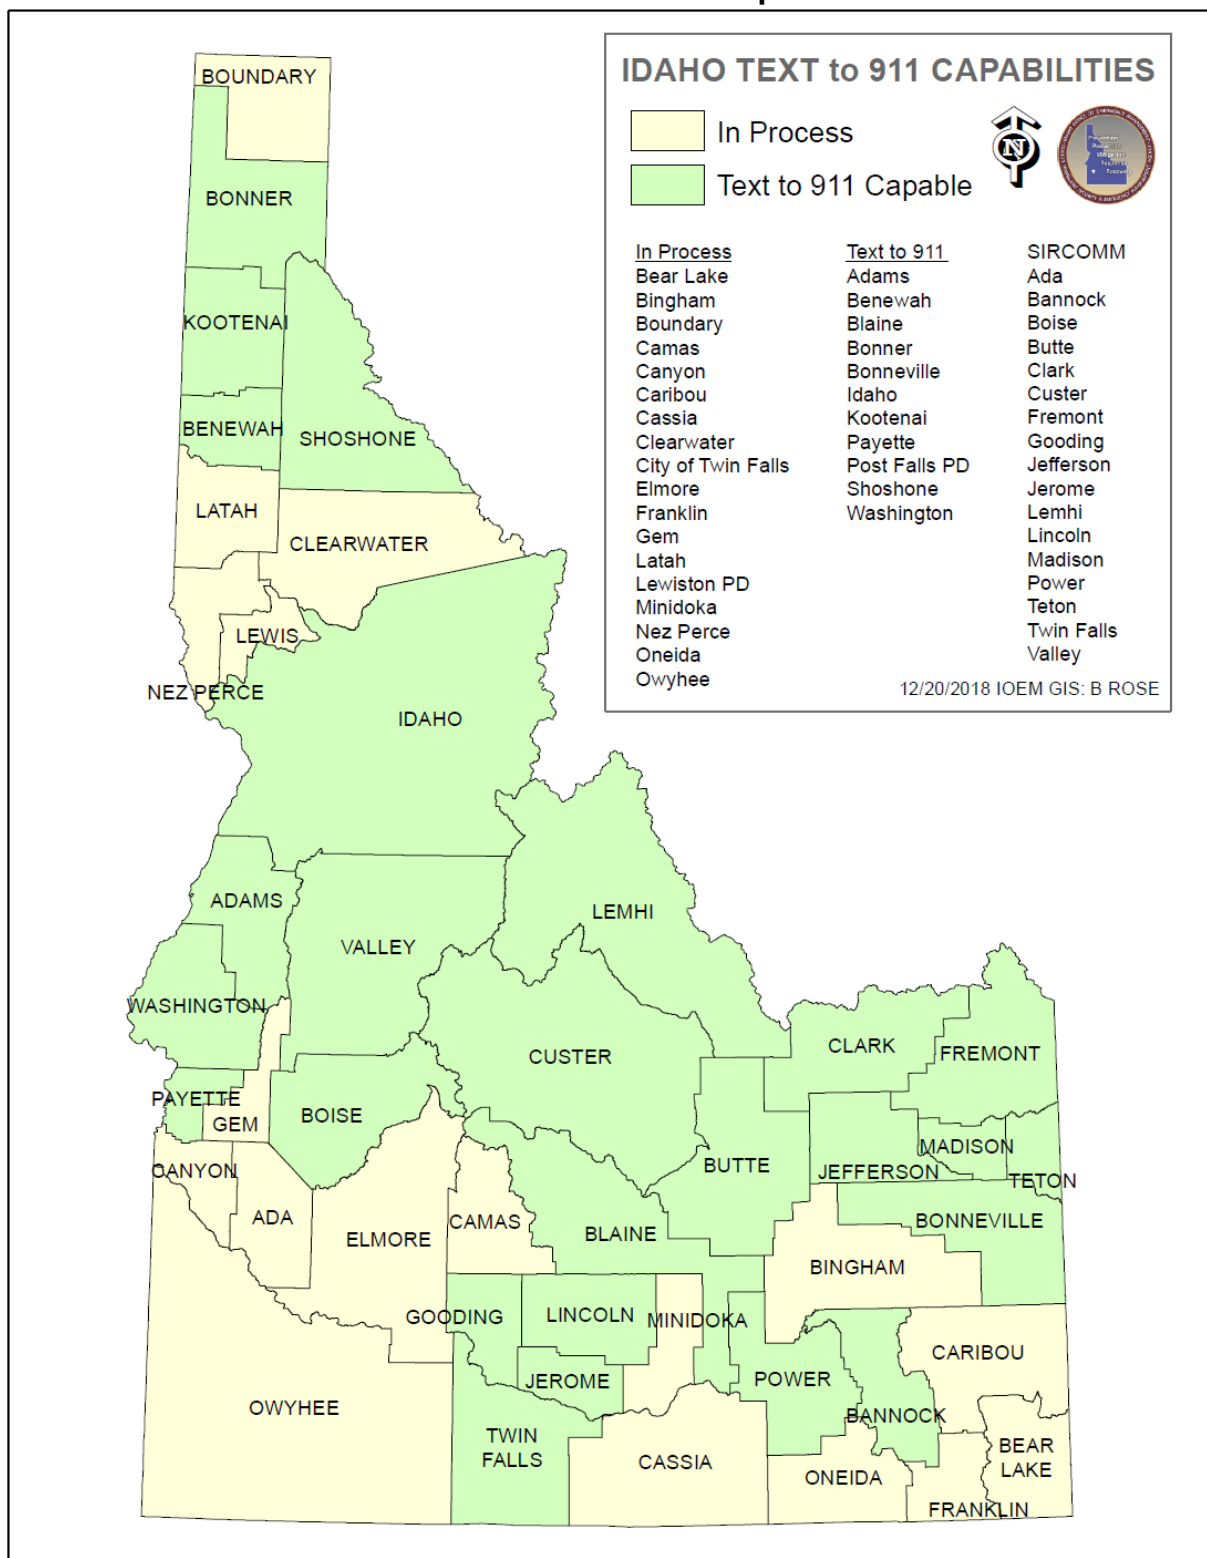 IDAHO TEXT to 911 CAPABILITIES
In Process
Text to 911 Capable
N
In Process
Bear Lake
Bingham
Boundary
Camas
Canyon
Caribou
Cassia
Clearwater
City of Twin Falls
Elmore
Franklin
Gem
Latah
Lewiston PD
Minidoka
Nez Perce
Oneida
Owyhee
Text to 911
Adams
Benewah
Blaine
Bonner
Bonneville
Idaho
Kootenai
Payette
Post Falls PD
Shoshone
Washington
SIRCOMM
Ada
Bannock
Boise
Butte
Clark
Custer
Fremont
Gooding
Jefferson
Jerome
Lemhi
Lincoln
Madison
Power
Teton
Twin Falls
Valley
12/20/2018 IOEM GIS: B ROSE
BOUNDARY
BONNER
KOOTENAI
BENEWAH
SHOSHONE
LATAH
CLEARWATER
LEWIS
NEZ PERCE
IDAHO
ADAMS
LEMHI
VALLEY
WASHINGTON
CUSTER
CLARK
FREMONT
PAYETTE
GEM
BOISE
MADISON
CANYON
BUTTE
JEFFERSON
TETON
ADA
CAMAS
BONNEVILLE
ELMORE
BLAINE
BINGHAM
GOODING
LINCOLN
MINIDOKA
CARIBOU
JEROME
POWER
OWYHEE
BANNOCK
TWIN
FALLS
CASSIA
ONEIDA
BEAR
LAKE
FRANKLIN